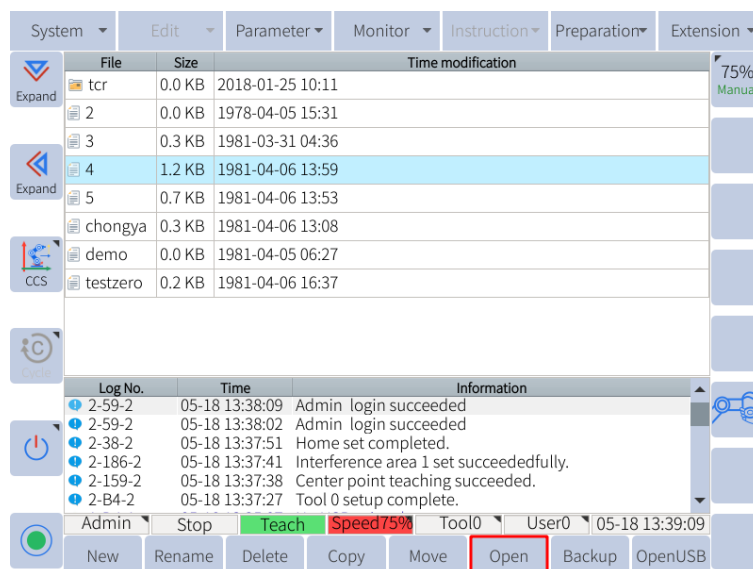 System Edit Parameter Monitor Instruction Preparation Extension
File Size Time modification
Expand
75%
tcr 0.0 KB 2018-01-25 10:11
2 0.0 KB 1978-04-05 15:31
3 0.3 KB 1981-03-31 04:36
Expand
4 1.2 KB 1981-04-06 13:59
5 0.7 KB 1981-04-06 13:53
chongya 0.3 KB 1981-04-06 13:08
demo 0.0 KB 1981-04-05 06:27
CCS
testzero 0.2 KB 1981-04-06 16:37
Cycle
Log No. Time Information
2-59-2 05-18 13:38:09 Admin login succeeded
2-59-2 05-18 13:38:02 Admin login succeeded
2-38-2 05-18 13:37:51 Home set completed.
2-186-2 05-18 13:37:41 Interference area 1 set succeededfully.
2-159-2 05-18 13:37:38 Center point teaching succeeded.
2-B4-2 05-18 13:37:27 Tool 0 setup complete.
Admin Stop Teach Speed75% Tool0 User0 05-18 13:39:09
New Rename Delete Copy Move Open Backup OpenUSB